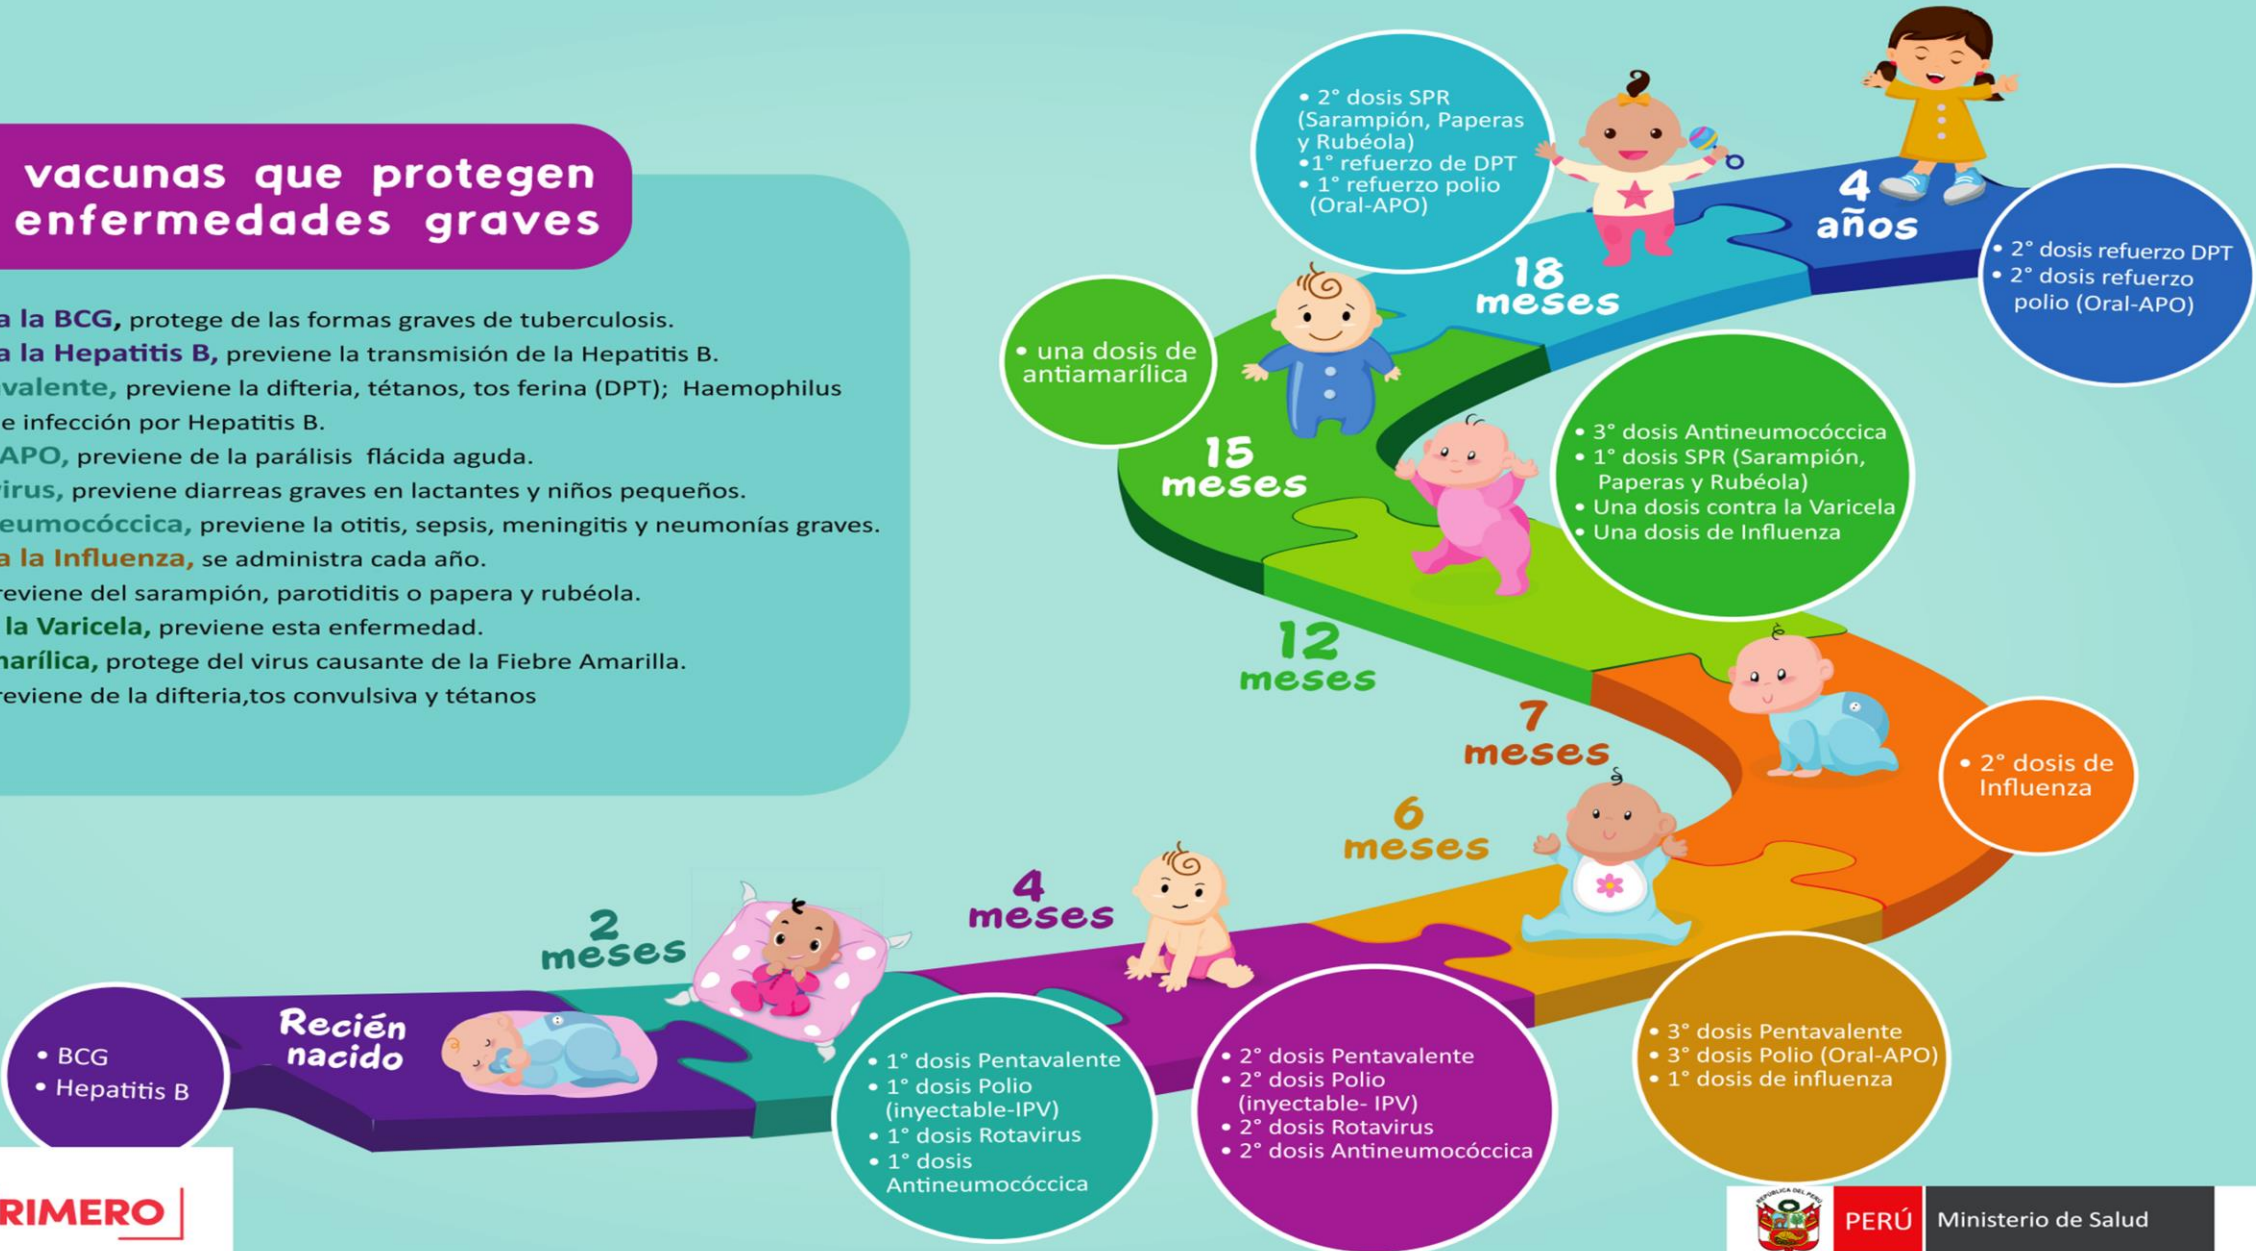 vacunas que protegen
enfermedades graves
a la BCG, protege de las formas graves de tuberculosis.
a la Hepatitis B, previene la transmisión de la Hepatitis B.
valente, previene la difteria, tétanos, tos ferina (DPT); Haemophilus
e infección por Hepatitis B.
APO, previene de la parálisis flácida aguda.
irus, previene diarreas graves en lactantes y niños pequeños.
eumocóccica, previene la otitis, sepsis, meningitis y neumonías graves.
a la Influenza, se administra cada año.
reviene del sarampión, parotiditis o papera y rubéola.
la Varicela, previene esta enfermedad.
marílica, protege del virus causante de la Fiebre Amarilla.
reviene de la difteria,tos convulsiva y tétanos
• BCG
• Hepatitis B
Recién
nacido
2
meses
• 1° dosis Pentavalente
• 1° dosis Polio
(inyectable-IPV)
• 1° dosis Rotavirus
• 1° dosis
Antineumocóccica
4
meses
• 2° dosis Pentavalente
• 2° dosis Polio
(inyectable- IPV)
• 2° dosis Rotavirus
• 2° dosis Antineumocóccica
6
meses
• 3° dosis Pentavalente
• 3° dosis Polio (Oral-APO)
• 1° dosis de influenza
7
meses
• 2° dosis de
Influenza
12
meses
• 3° dosis Antineumocóccica
• 1° dosis SPR (Sarampión,
Paperas y Rubéola)
• Una dosis contra la Varicela
• Una dosis de Influenza
15
meses
• una dosis de
antiamarílica
18
meses
• 2° dosis SPR
(Sarampión, Paperas
y Rubéola)
•1° refuerzo de DPT
• 1° refuerzo polio
(Oral-APO)
4
años
• 2° dosis refuerzo DPT
• 2° dosis refuerzo
polio (Oral-APO)
RIMERO
REPÚBLICA DEL PERÚ
PERÚ
Ministerio de Salud